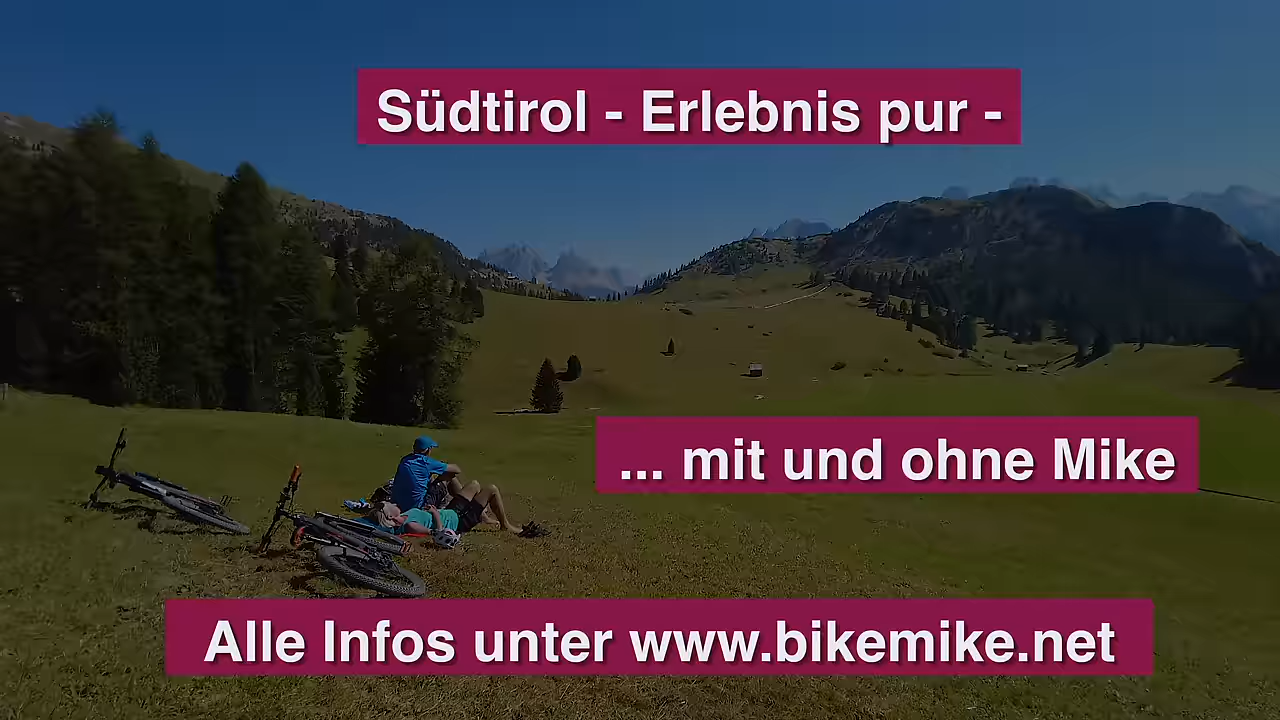 Südtirol - Erlebnis pur -
... mit und ohne Mike
Alle Infos unter www.bikemike.net